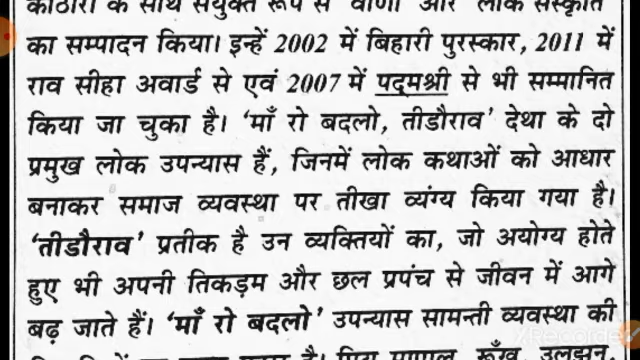 कोठारी के साथ संयुक्त रूप से 'वाणी' और 'लोक संस्कृति'
का सम्पादन किया। इन्हें 2002 में बिहारी पुरस्कार, 2011 में
राव सीहा अवार्ड से एवं 2007 में पद्मश्री से भी सम्मानित
किया जा चुका है। 'माँ रो बदलो, तीडौराव' देथा के दो
प्रमुख लोक उपन्यास हैं, जिनमें लोक कथाओं को आधार
बनाकर समाज व्यवस्था पर तीखा व्यंग्य किया गया है।
'तीडौराव' प्रतीक है उन व्यक्तियों का, जो अयोग्य होते
हुए भी अपनी तिकड़म और छल प्रपंच से जीवन में आगे
बढ़ जाते हैं। 'माँ रो बदलो' उपन्यास सामन्ती व्यवस्था की
रूँख, उलझन,
XRecorder